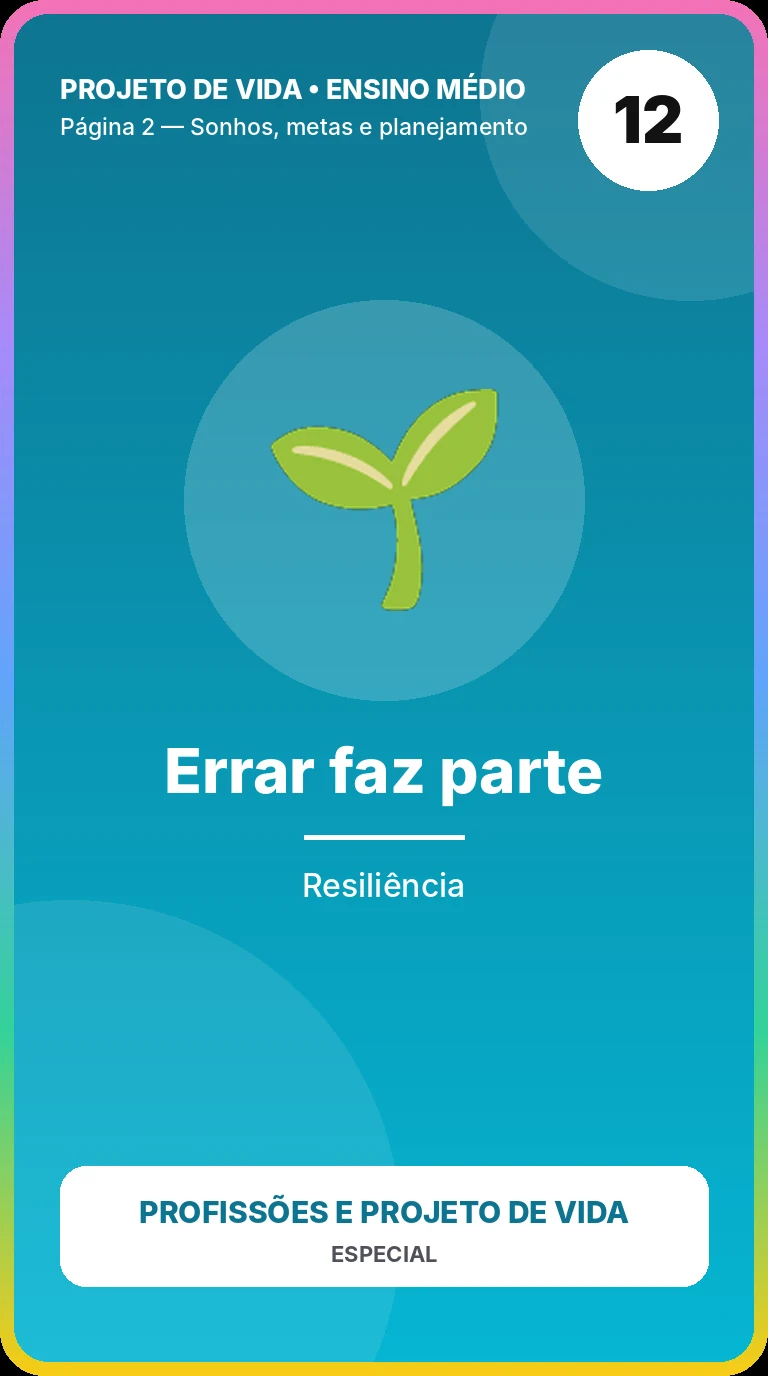 PROJETO DE VIDA • ENSINO MÉDIO
Página 2 — Sonhos, metas e planejamento
12
Errar faz parte
Resiliência
PROFISSÕES E PROJETO DE VIDA
ESPECIAL